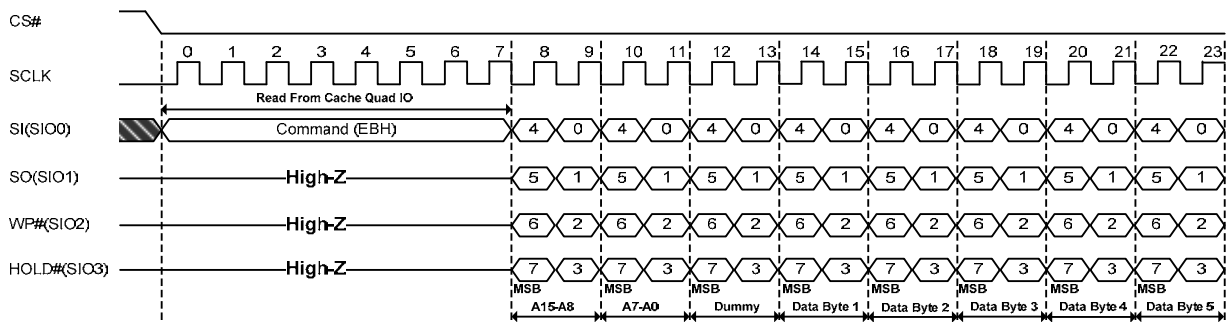 CS#
0 1 2 3 4 5 6 7 8 9 10 11 12 13 14 15 16 17 18 19 20 21 22 23
SCLK
Read From Cache Quad IO
SI(SIO0) Command (EBH) 4 0 4 0 4 0 4 0 4 0 4 0 4 0 4 0
SO(SIO1) High-Z 5 1 5 1 5 1 5 1 5 1 5 1 5 1 5 1
WP#(SIO2) High-Z 6 2 6 2 6 2 6 2 6 2 6 2 6 2 6 2
HOLD#(SIO3) High-Z 7 3 7 3 7 3 7 3 7 3 7 3 7 3 7 3
MSB MSB MSB MSB MSB MSB MSB MSB
A15-A8 A7-A0 Dummy Data Byte 1 Data Byte 2 Data Byte 3 Data Byte 4 Data Byte 5